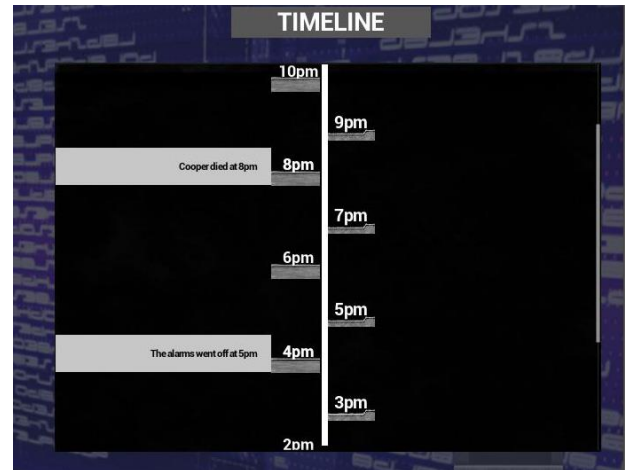 TIMELINE
10pm
9pm
Cooper died at 8pm 8pm
7pm
6pm
5pm
The alarms went off at 5pm 4pm
3pm
2pm